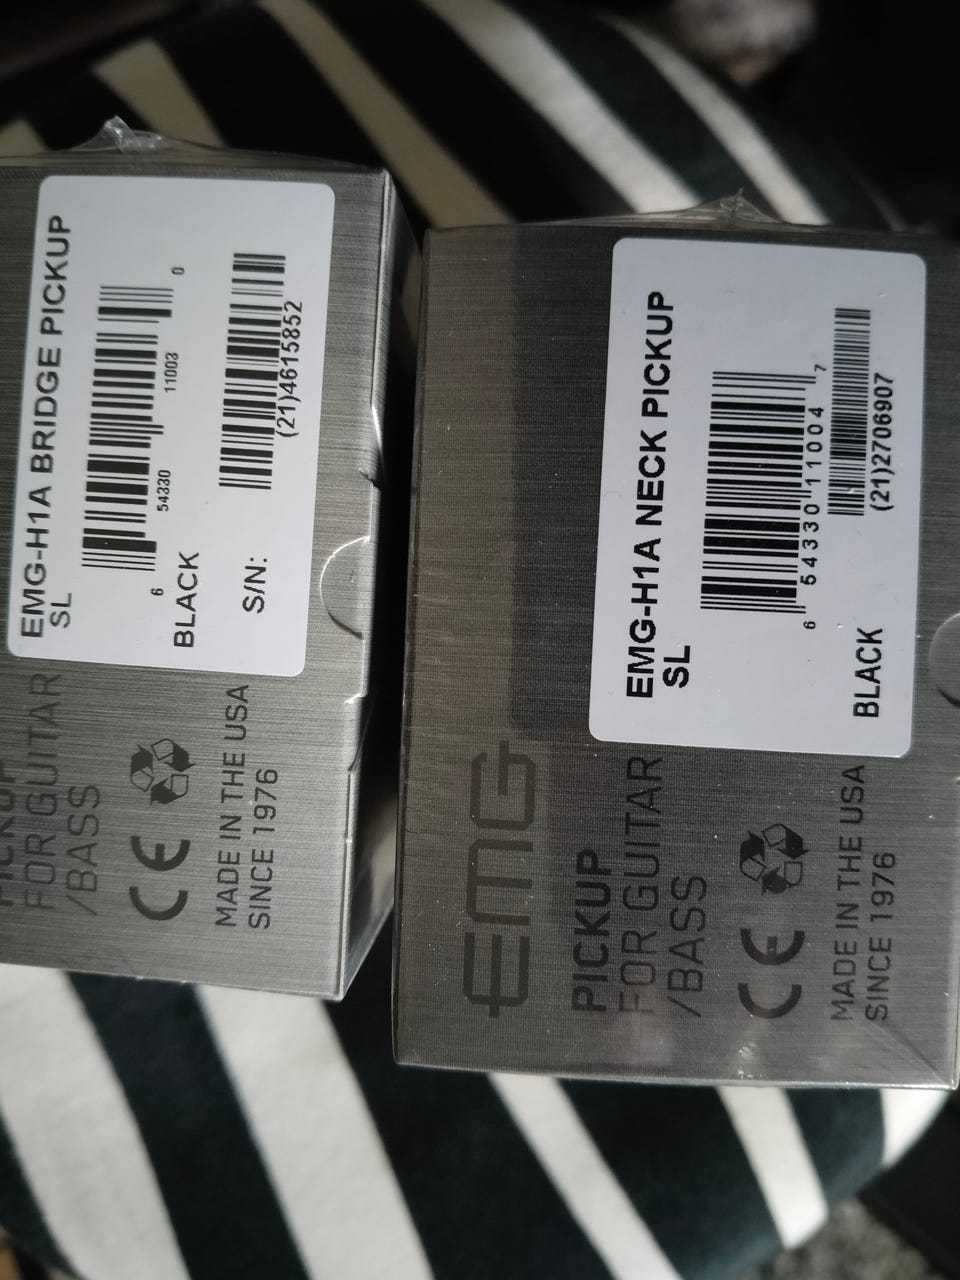 EMG-H1A BRIDGE PICKUP
SL
6 54330 11003 0
BLACK
(21)4615852
S/N:
PICKUP
FOR GUITAR
/BASS
CE
MADE IN THE USA
SINCE 1976
EMG-H1A NECK PICKUP
SL
6 54330 11004 7
BLACK
(21)2706907
EMG
PICKUP
FOR GUITAR
/BASS
CE
MADE IN THE USA
SINCE 1976